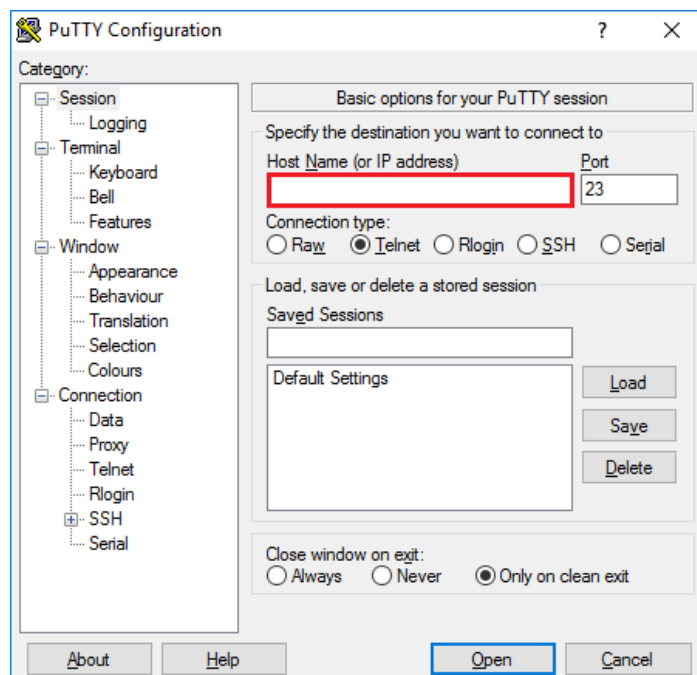 PuTTY Configuration
?
Category:
Session
Logging
Terminal
Keyboard
Bell
Features
Window
Appearance
Behaviour
Translation
Selection
Colours
Connection
Data
Proxy
Telnet
Rlogin
SSH
Serial
Basic options for your PuTTY session
Specify the destination you want to connect to
Host Name (or IP address) Port
23
Connection type:
Raw Telnet Rlogin SSH Serial
Load, save or delete a stored session
Saved Sessions
Default Settings
Load
Save
Delete
Close window on exit:
Always Never Only on clean exit
About Help Open Cancel